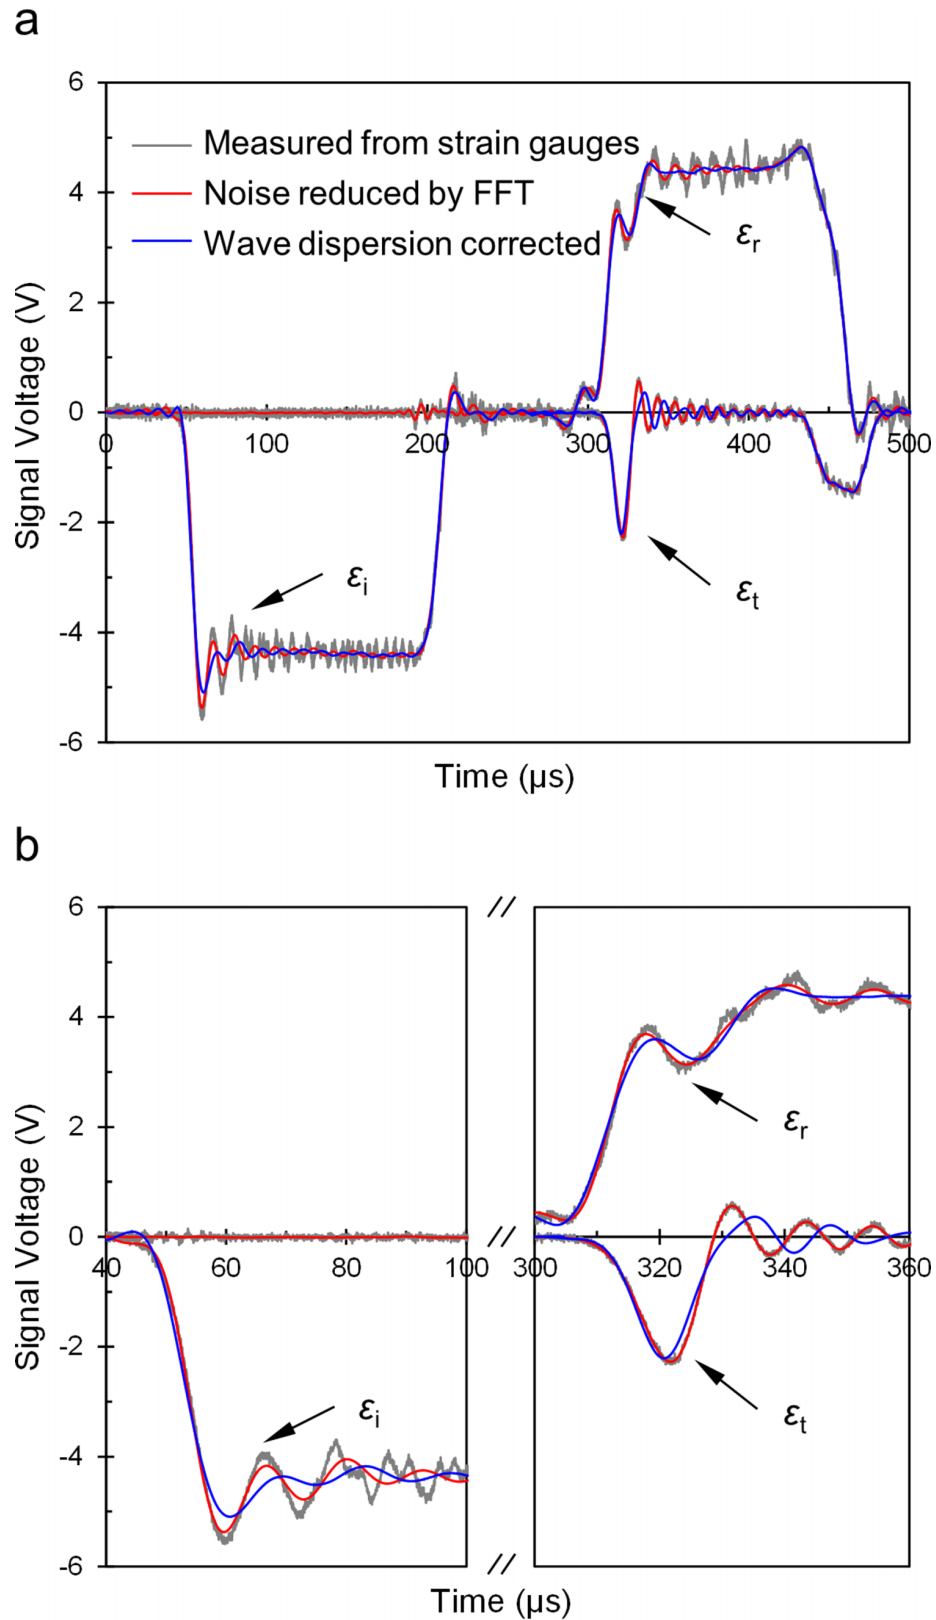 a
6
Measured from strain gauges
4
Noise reduced by FFT
Wave dispersion corrected
εr
2
Signal Voltage (V)
0
0 100 200 300 400 500
-2
εi
εt
-4
-6
Time (μs)
b
6 //
4
εr
2
Signal Voltage (V)
0 //
40 60 80 100 300 320 340 360
-2
εi εt
-4
-6 //
Time (μs)